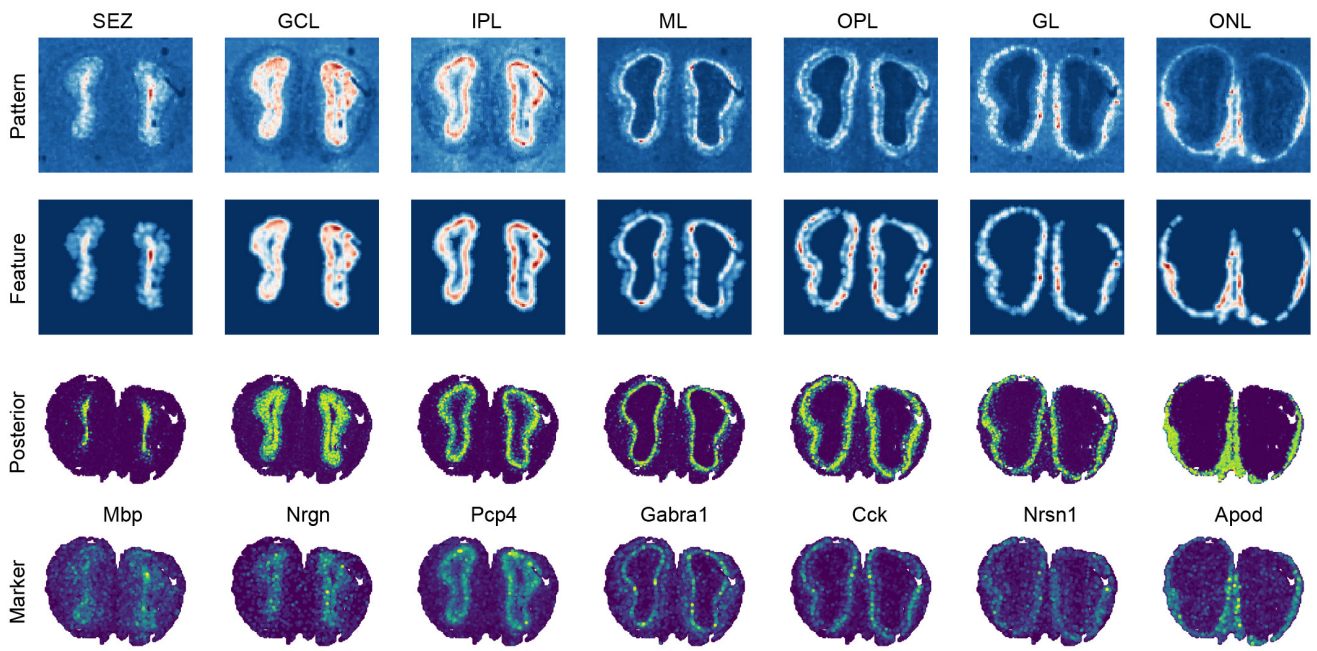 SEZ GCL IPL ML OPL GL ONL
Pattern
Feature
Posterior
Mbp Nrgn Pcp4 Gabra1 Cck Nrsn1 Apod
Marker